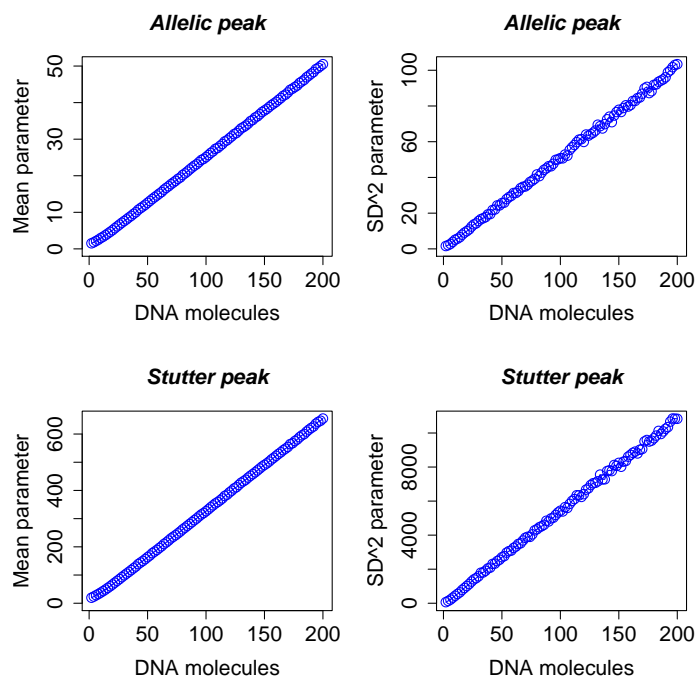 Allelic peak
Mean parameter
0
10
30
50
0
50
100
150
200
DNA molecules
Allelic peak
SD^2 parameter
0
20
60
100
0
50
100
150
200
DNA molecules
Stutter peak
Mean parameter
0
200
400
600
0
50
100
150
200
DNA molecules
Stutter peak
SD^2 parameter
0
4000
8000
0
50
100
150
200
DNA molecules